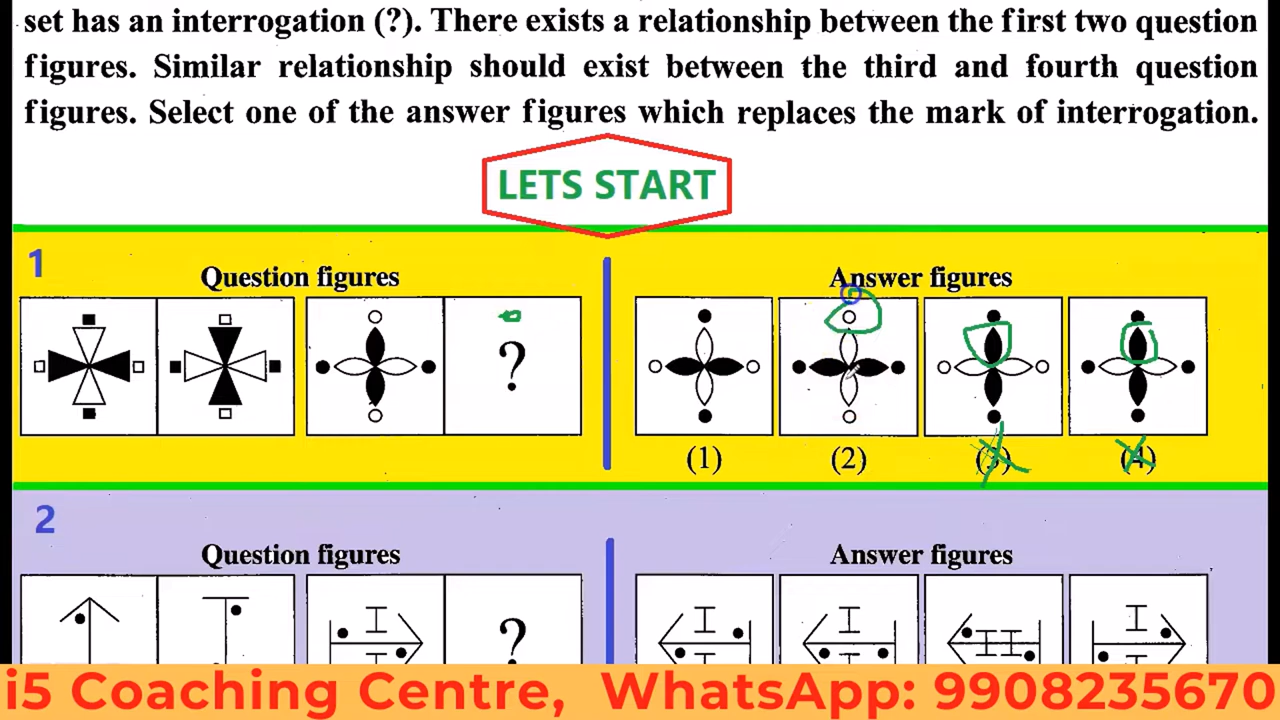 set has an interrogation (?). There exists a relationship between the first two question
figures. Similar relationship should exist between the third and fourth question
figures. Select one of the answer figures which replaces the mark of interrogation.
LETS START
1
Question figures
Answer figures
?
(1) (2) (3) (4)
2
Question figures
Answer figures
?
i5 Coaching Centre, WhatsApp: 9908235670